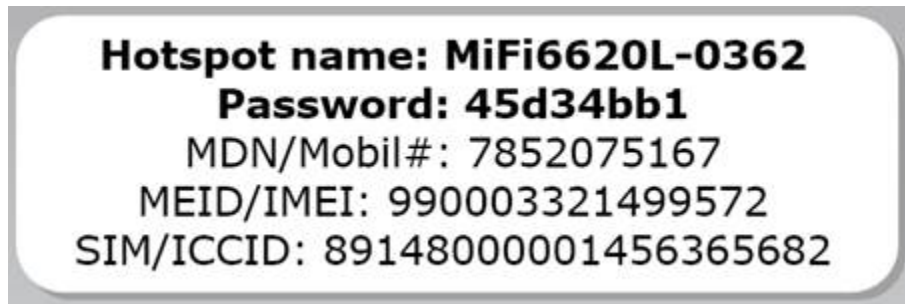 Hotspot name: MiFi6620L-0362
Password: 45d34bb1
MDN/Mobil#: 7852075167
MEID/IMEI: 990003321499572
SIM/ICCID: 89148000001456365682